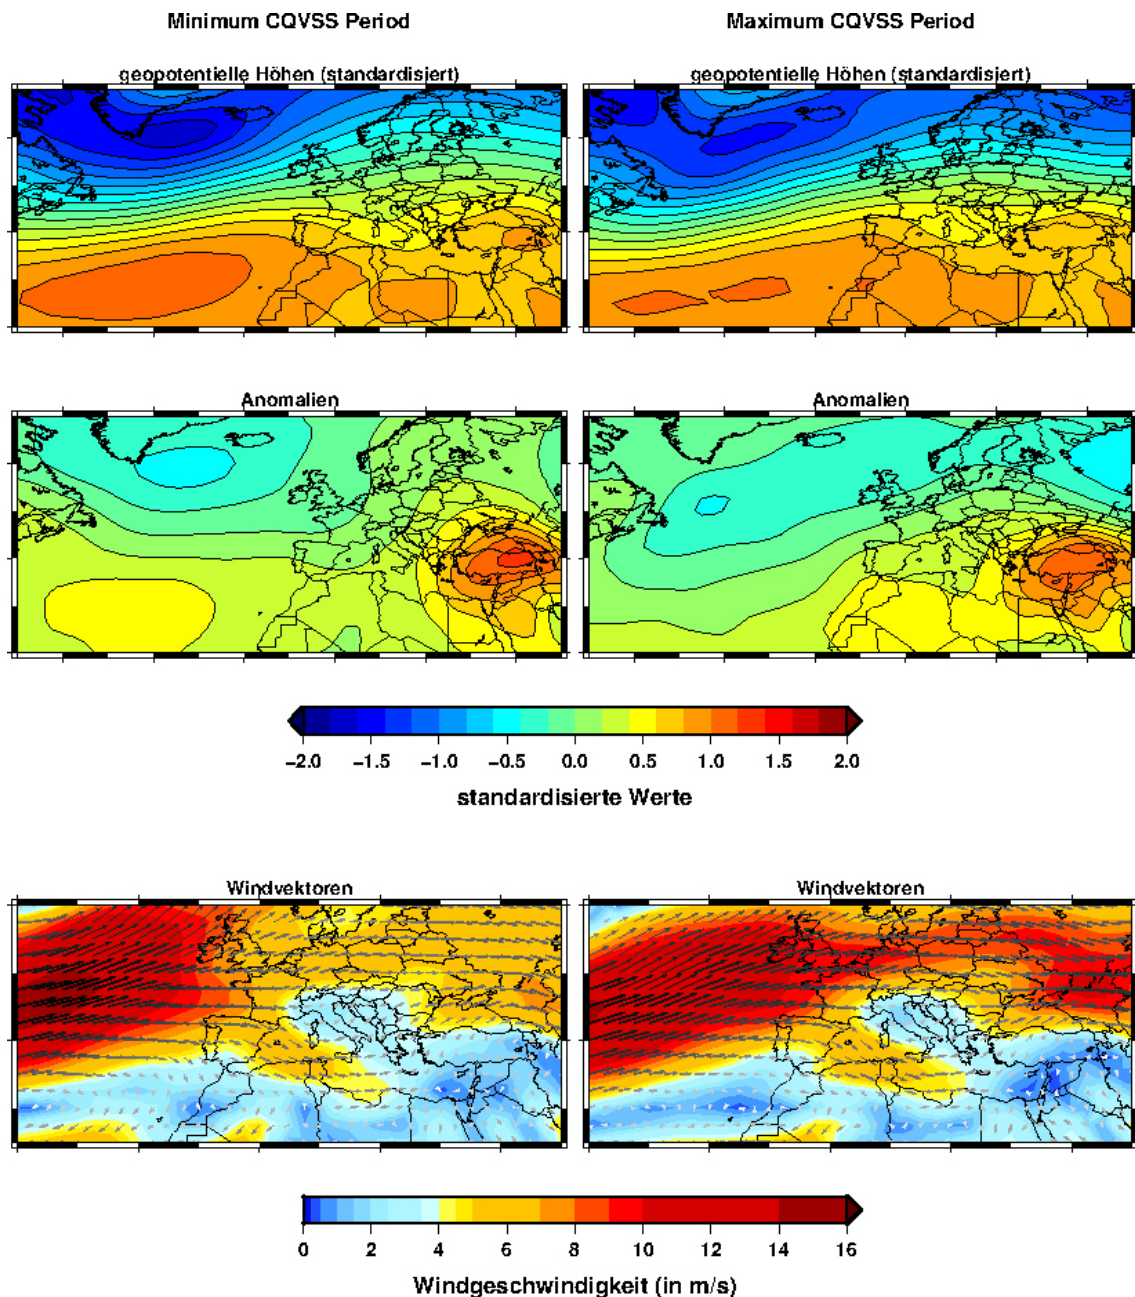 Minimum CQVSS Period
Maximum CQVSS Period
geopotentielle Höhen (standardisiert)
geopotentielle Höhen (standardisiert)
Anomalien
Anomalien
−2.0 −1.5 −1.0 −0.5 0.0 0.5 1.0 1.5 2.0
standardisierte Werte
Windvektoren
Windvektoren
0 2 4 6 8 10 12 14 16
Windgeschwindigkeit (in m/s)